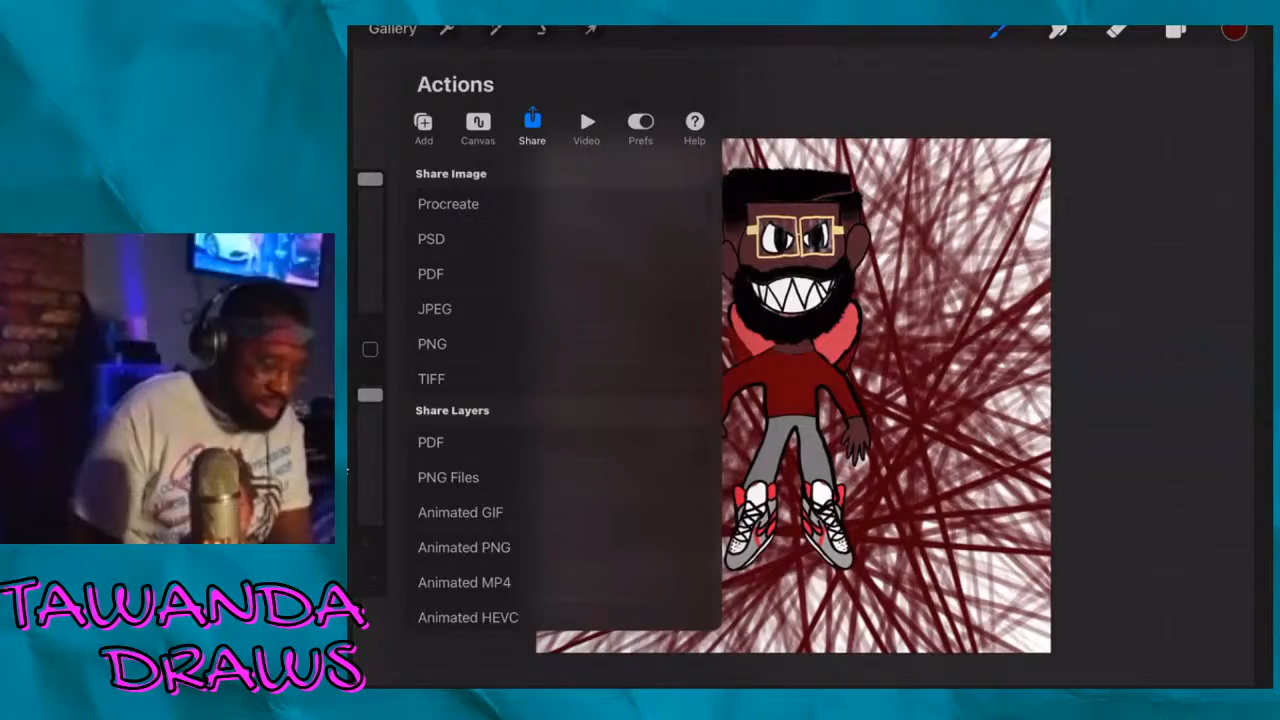 Gallery
Actions
Add Canvas Share Video Prefs Help
Share Image
Procreate
PSD
PDF
JPEG
PNG
TIFF
Share Layers
PDF
PNG Files
Animated GIF
Animated PNG
Animated MP4
Animated HEVC
TAWANDA
DRAWS